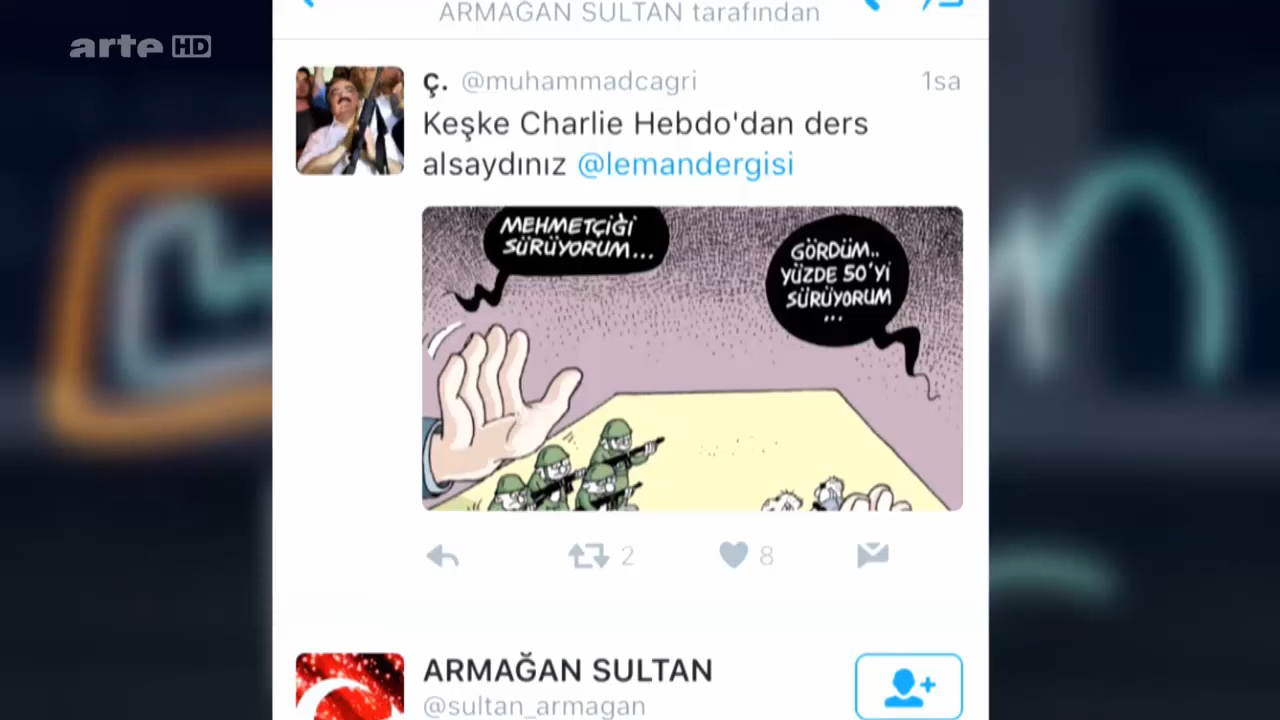 arte HD
ARMAĞAN SULTAN tarafından
Ç. @muhammadcagri 1sa
Keşke Charlie Hebdo'dan ders
alsaydınız @lemandergisi
MEHMETÇİĞİ
SÜRÜYORUM...
GÖRDÜM..
YÜZDE 50'Yİ
SÜRÜYORUM
...
2 8
ARMAĞAN SULTAN
@sultan_armagan